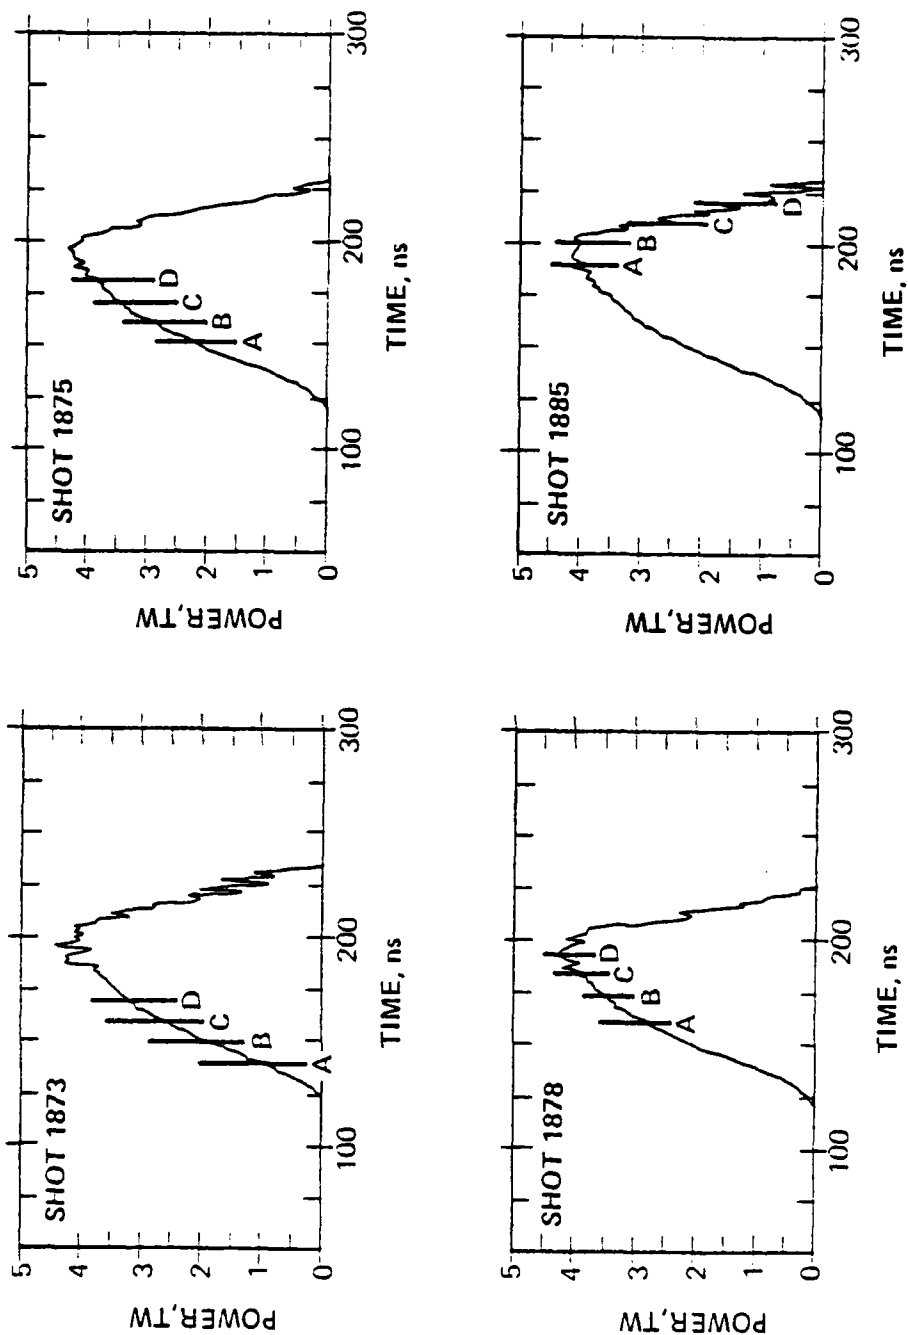 SHOT 1873
5
4
3
2
1
0
POWER,TW
A
B
C
D
100
200
300
TIME, ns
SHOT 1875
5
4
3
2
1
0
POWER,TW
A
B
C
D
100
200
300
TIME, ns
SHOT 1878
5
4
3
2
1
0
POWER,TW
A
B
C
D
100
200
300
TIME, ns
SHOT 1885
5
4
3
2
1
0
POWER,TW
A
B
C
D
100
200
300
TIME, ns